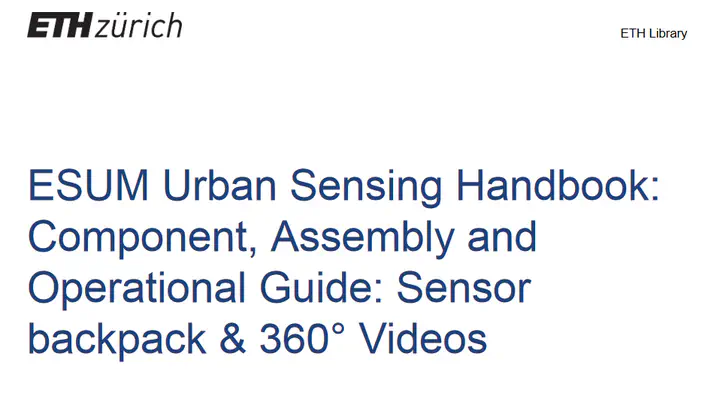 ETH zürich
ETH Library
ESUM Urban Sensing Handbook:
Component, Assembly and
Operational Guide: Sensor
backpack & 360° Videos